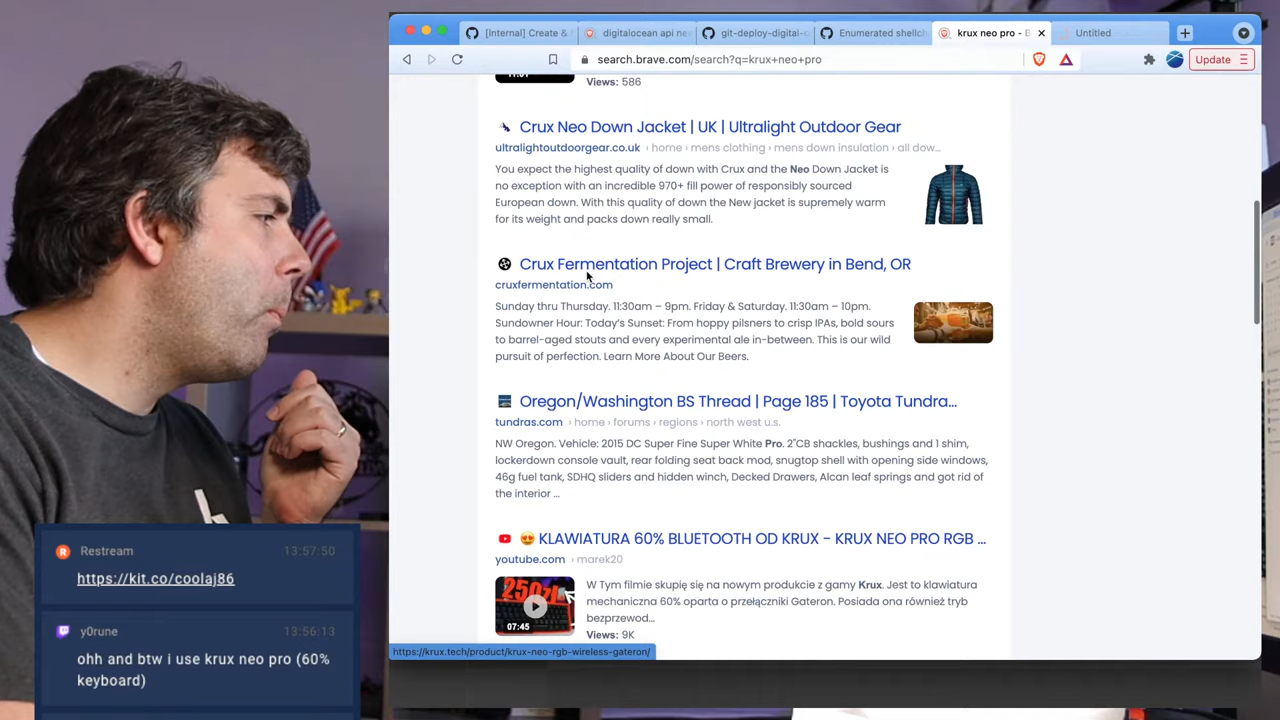 [Internal] Create &
digitalocean api ne
git-deploy-digital-o
Enumerated shellch
krux neo pro - B
Untitled
search.brave.com/search?q=krux+neo+pro
Update
Views: 586
Crux Neo Down Jacket | UK | Ultralight Outdoor Gear
ultralightoutdoorgear.co.uk › home › mens clothing › mens down insulation › all dow...
You expect the highest quality of down with Crux and the Neo Down Jacket is
no exception with an incredible 970+ fill power of responsibly sourced
European down. With this quality of down the New jacket is supremely warm
for its weight and packs down really small.
Crux Fermentation Project | Craft Brewery in Bend, OR
cruxfermentation.com
Sunday thru Thursday. 11:30am – 9pm. Friday & Saturday. 11:30am – 10pm.
Sundowner Hour: Today's Sunset: From hoppy pilsners to crisp IPAs, bold sours
to barrel-aged stouts and every experimental ale in-between. This is our wild
pursuit of perfection. Learn More About Our Beers.
Oregon/Washington BS Thread | Page 185 | Toyota Tundra...
tundras.com › home › forums › regions › north west u.s.
NW Oregon. Vehicle: 2015 DC Super Fine Super White Pro. 2"CB shackles, bushings and 1 shim,
lockerdown console vault, rear folding seat back mod, snugtop shell with opening side windows,
46g fuel tank, SDHQ sliders and hidden winch, Decked Drawers, Alcan leaf springs and got rid of
the interior ...
😍 KLAWIATURA 60% BLUETOOTH OD KRUX - KRUX NEO PRO RGB ...
youtube.com › marek20
250zł
07:45
W Tym filmie skupię się na nowym produkcie z gamy Krux. Jest to klawiatura
mechaniczna 60% oparta o przełączniki Gateron. Posiada ona również tryb
bezprzewod...
Views: 9K
https://krux.tech/product/krux-neo-rgb-wireless-gateron/
Restream
13:57:50
https://kit.co/coolaj86
y0rune
13:56:13
ohh and btw i use krux neo pro (60%
keyboard)